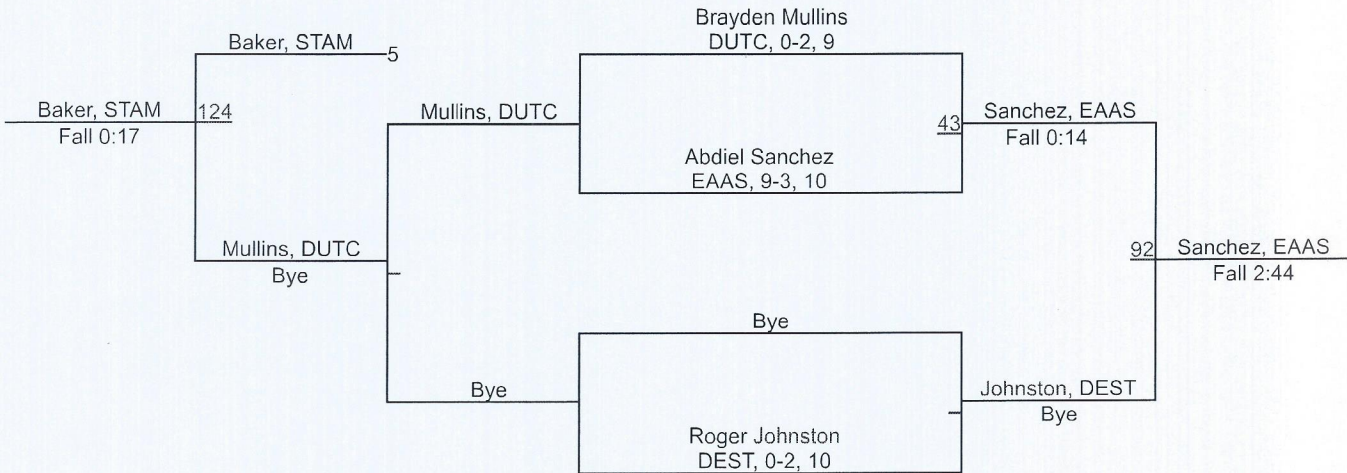 Brayden Mullins
DUTC, 0-2, 9
Baker, STAM
5
Baker, STAM
124
Fall 0:17
Mullins, DUTC
43
Sanchez, EAAS
Fall 0:14
Abdiel Sanchez
EAAS, 9-3, 10
Mullins, DUTC
Bye
92
Sanchez, EAAS
Fall 2:44
Bye
Bye
Johnston, DEST
Bye
Roger Johnston
DEST, 0-2, 10